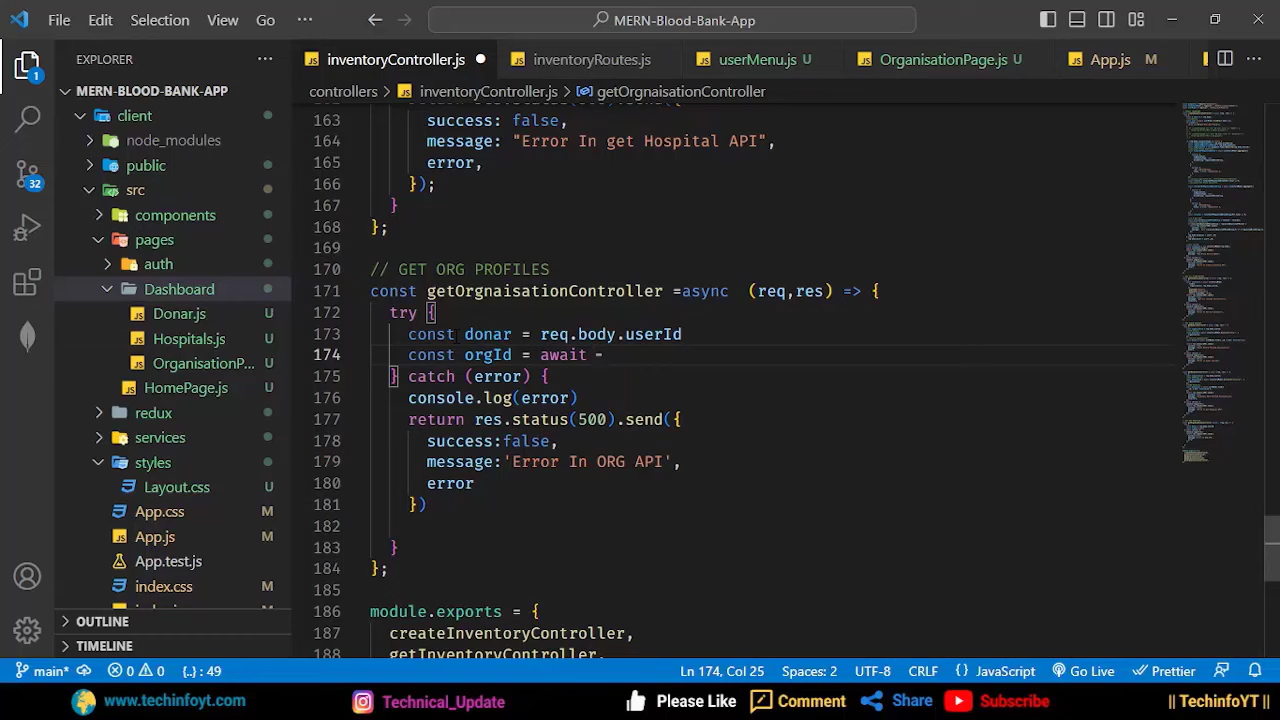 File Edit Selection View Go ··· MERN-Blood-Bank-App
EXPLORER ···
inventoryController.js inventoryRoutes.js userMenu.js U OrganisationPage.js U App.js M ···
controllers > inventoryController.js > getOrgnaisationController
MERN-BLOOD-BANK-APP
client
node_modules
public
src
components
pages
auth
Dashboard
Donar.js U
Hospitals.js U
OrganisationP... U
HomePage.js U
redux
services
styles
Layout.css U
App.css M
App.js M
App.test.js
index.css M
OUTLINE
TIMELINE
1
32
163 success: false,
164 message: "Error In Get Hospital API",
165 error,
166 });
167 }
168 };
169
170 // GET ORG PROFILES
171 const getOrgnaisationController =async (req,res) => {
172 try {
173 const donar = req.body.userId
174 const orgId = await
175 } catch (error) {
176 console.log(error)
177 return res.status(500).send({
178 success:false,
179 message:'Error In ORG API',
180 error
181 })
182
183 }
184 };
185
186 module.exports = {
187 createInventoryController,
getInventoryController,
main* 0 0 {..} : 49 Ln 174, Col 25 Spaces: 2 UTF-8 CRLF {} JavaScript Go Live Prettier
www.techinfoyt.com Technical_Update Please Like Comment Share Subscribe || TechinfoYT ||